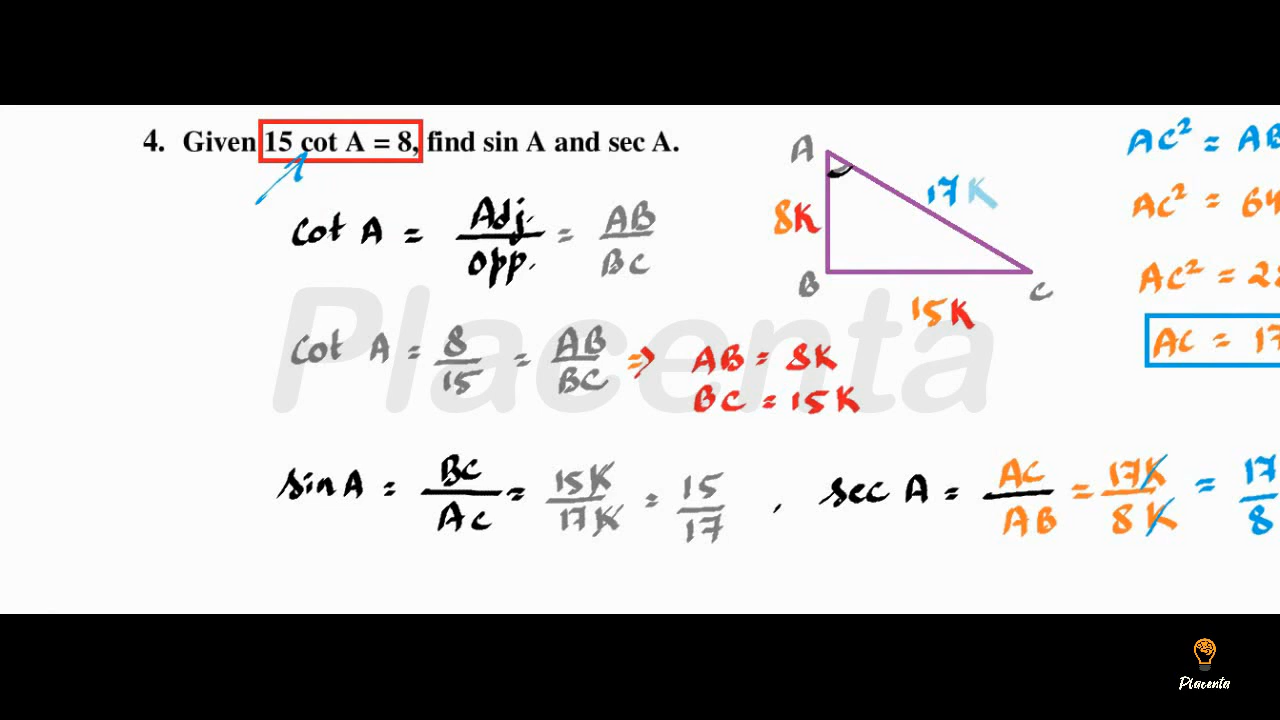 4. Given 15 cot A = 8, find sin A and sec A.
cot A = Adj. / opp. = AB / BC
cot A = 8 / 15 = AB / BC ⇒ AB = 8K
BC = 15K
sin A = BC / AC = 15K / 17K = 15 / 17 , sec A = AC / AB = 17K / 8K = 17 / 8
A
8K
17K
B
C
15K
AC² = AB
AC² = 64
AC² = 28
AC = 17
Placenta
Placenta